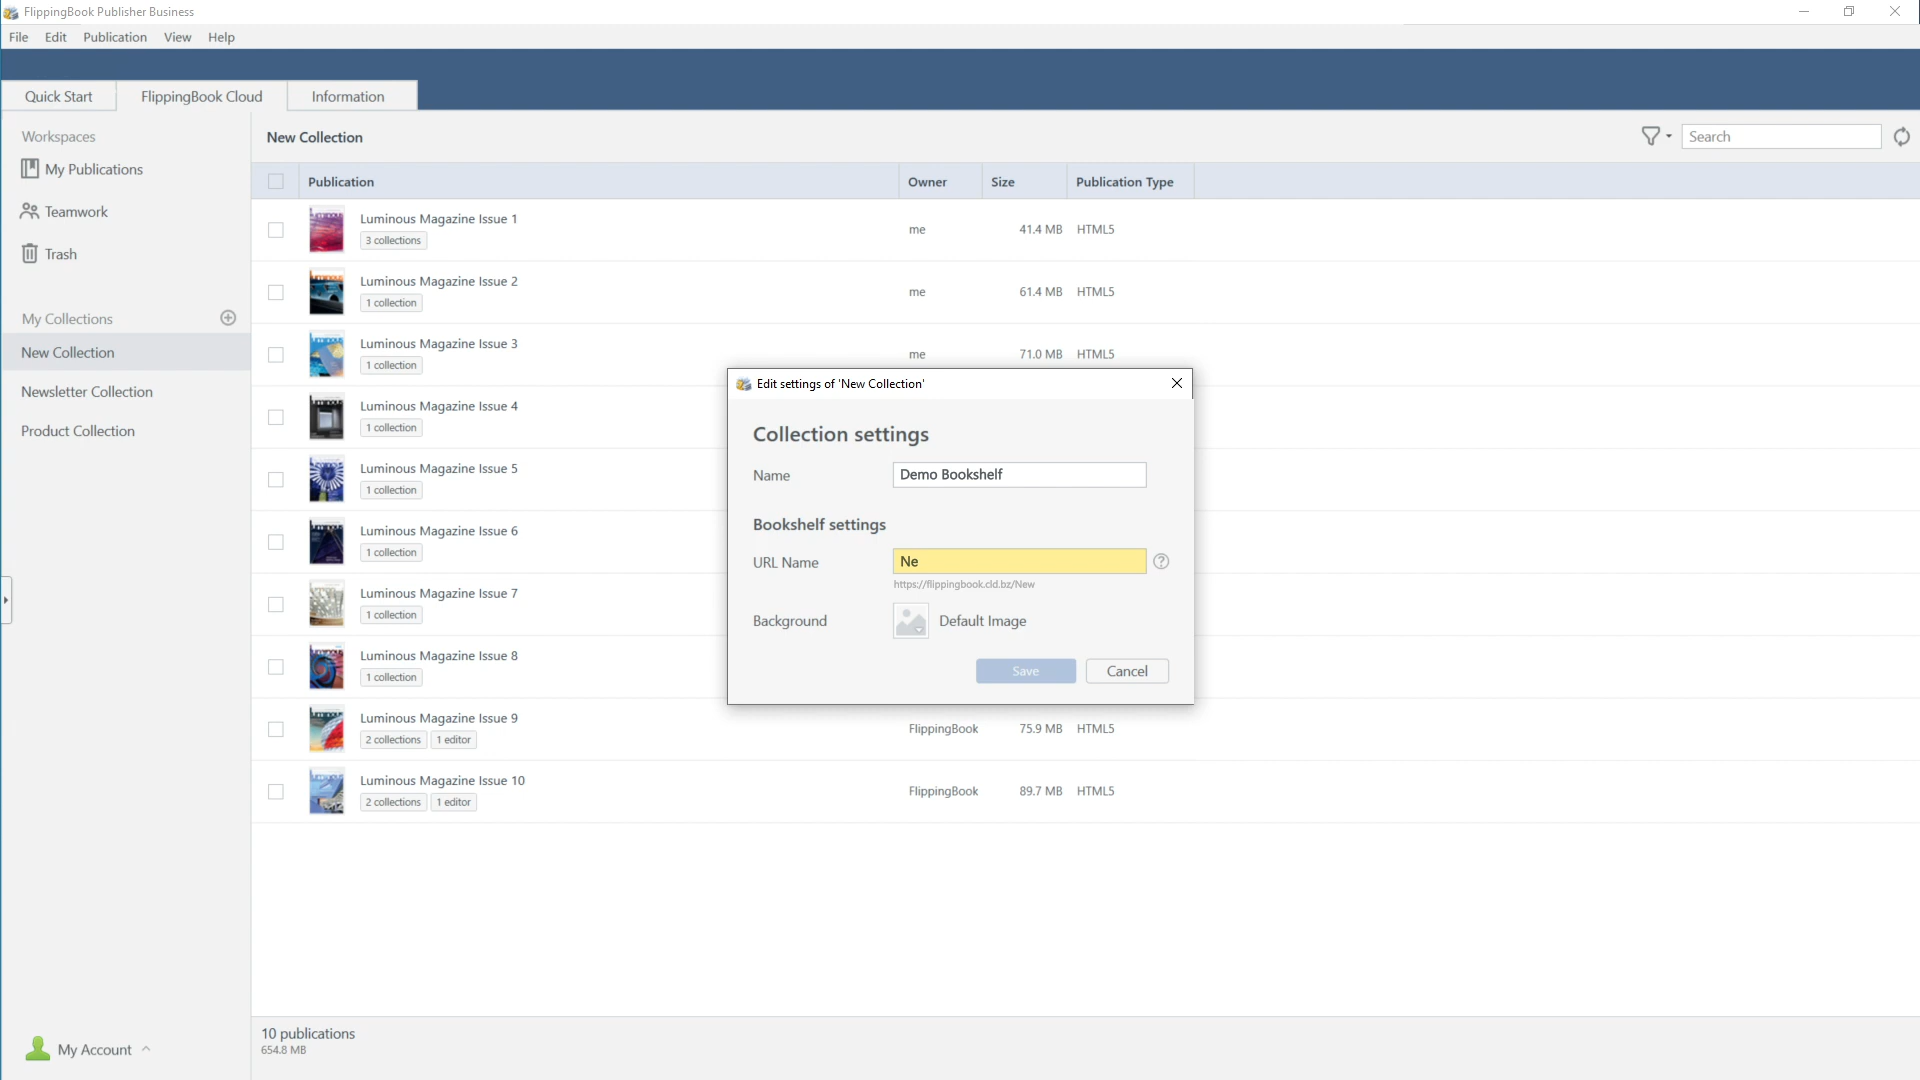 FlippingBook Publisher Business
File Edit Publication View Help
Quick Start FlippingBook Cloud Information
Workspaces
My Publications
Teamwork
Trash
My Collections
New Collection
Newsletter Collection
Product Collection
My Account
New Collection
Search
Publication Owner Size Publication Type
Luminous Magazine Issue 1
3 collections
me 41.4 MB HTML5
Luminous Magazine Issue 2
1 collection
me 61.4 MB HTML5
Luminous Magazine Issue 3
1 collection
me 71.0 MB HTML5
Luminous Magazine Issue 4
1 collection
Luminous Magazine Issue 5
1 collection
Luminous Magazine Issue 6
1 collection
Luminous Magazine Issue 7
1 collection
Luminous Magazine Issue 8
1 collection
Luminous Magazine Issue 9
2 collections 1 editor
FlippingBook 75.9 MB HTML5
Luminous Magazine Issue 10
2 collections 1 editor
FlippingBook 89.7 MB HTML5
10 publications
654.8 MB
Edit settings of 'New Collection'
Collection settings
Name Demo Bookshelf
Bookshelf settings
URL Name Ne
https://flippingbook.cld.bz/New
Background Default Image
Save Cancel